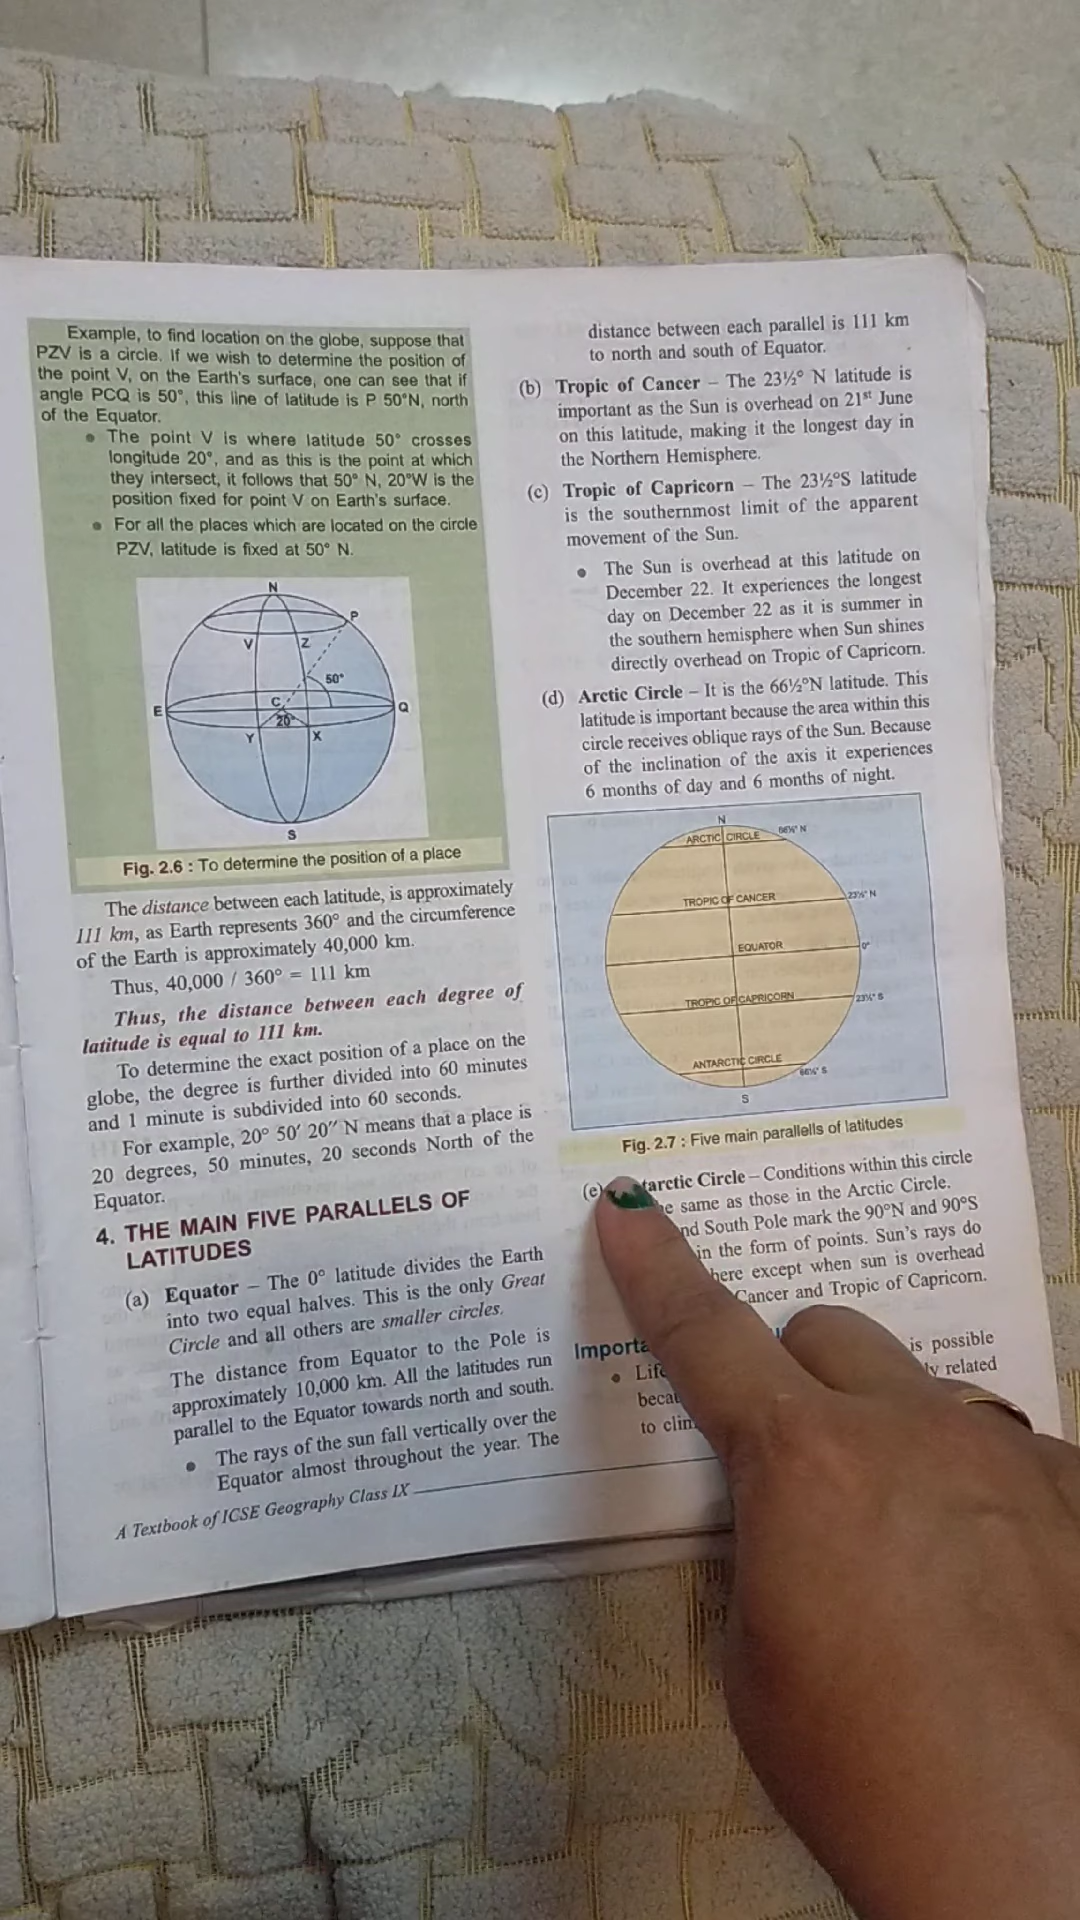 Example, to find location on the globe, suppose that
PZV is a circle. If we wish to determine the position of
the point V, on the Earth's surface, one can see that if
angle PCQ is 50°, this line of latitude is P 50°N, north
of the Equator.
• The point V is where latitude 50° crosses
longitude 20°, and as this is the point at which
they intersect, it follows that 50° N, 20°W is the
position fixed for point V on Earth's surface.
• For all the places which are located on the circle
PZV, latitude is fixed at 50° N.
N
P
V
Z
50°
E
C
Q
20°
Y
X
S
Fig. 2.6 : To determine the position of a place
The distance between each latitude, is approximately
111 km, as Earth represents 360° and the circumference
of the Earth is approximately 40,000 km.
Thus, 40,000 / 360° = 111 km
Thus, the distance between each degree of
latitude is equal to 111 km.
To determine the exact position of a place on the
globe, the degree is further divided into 60 minutes
and 1 minute is subdivided into 60 seconds.
For example, 20° 50′ 20″ N means that a place is
20 degrees, 50 minutes, 20 seconds North of the
Equator.
4. THE MAIN FIVE PARALLELS OF
LATITUDES
(a) Equator – The 0° latitude divides the Earth
into two equal halves. This is the only Great
Circle and all others are smaller circles.
The distance from Equator to the Pole is
approximately 10,000 km. All the latitudes run
parallel to the Equator towards north and south.
• The rays of the sun fall vertically over the
Equator almost throughout the year. The
A Textbook of ICSE Geography Class IX
distance between each parallel is 111 km
to north and south of Equator.
(b) Tropic of Cancer – The 23½° N latitude is
important as the Sun is overhead on 21st June
on this latitude, making it the longest day in
the Northern Hemisphere.
(c) Tropic of Capricorn – The 23½°S latitude
is the southernmost limit of the apparent
movement of the Sun.
• The Sun is overhead at this latitude on
December 22. It experiences the longest
day on December 22 as it is summer in
the southern hemisphere when Sun shines
directly overhead on Tropic of Capricorn.
(d) Arctic Circle – It is the 66½°N latitude. This
latitude is important because the area within this
circle receives oblique rays of the Sun. Because
of the inclination of the axis it experiences
6 months of day and 6 months of night.
N
ARCTIC CIRCLE 66½° N
TROPIC OF CANCER 23½° N
EQUATOR 0°
TROPIC OF CAPRICORN 23½° S
ANTARCTIC CIRCLE 66½° S
S
Fig. 2.7 : Five main parallells of latitudes
(e) tarctic Circle – Conditions within this circle
same as those in the Arctic Circle.
nd South Pole mark the 90°N and 90°S
in the form of points. Sun's rays do
here except when sun is overhead
Cancer and Tropic of Capricorn.
Importa
• Life is possible
becau ly related
to clim